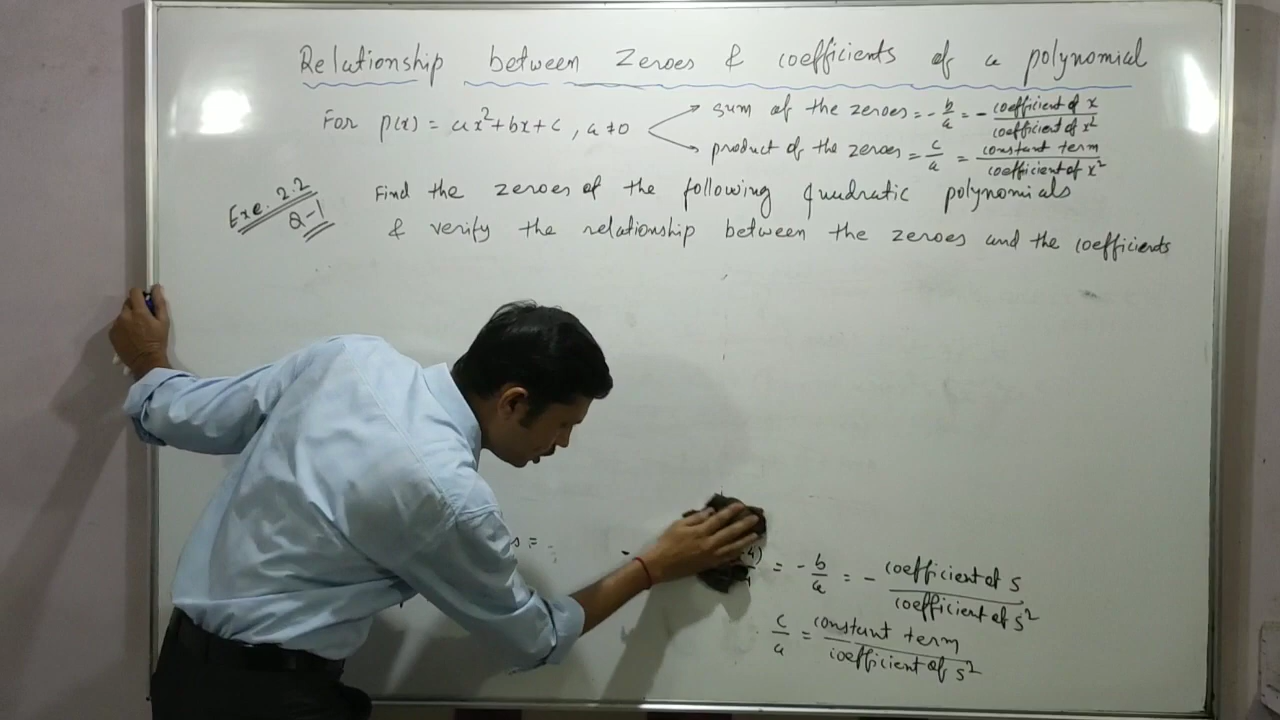 Relationship between Zeroes & coefficients of a polynomial
For p(x) = ax²+bx+c, a≠0
sum of the zeroes = -b/a = - coefficient of x/coefficient of x²
product of the zeroes = c/a = constant term/coefficient of x²
Exe. 2.2
Q-1
Find the zeroes of the following quadratic polynomials
& verify the relationship between the zeroes and the coefficients
= -b/a = - coefficient of s/coefficient of s²
c/a = constant term/coefficient of s²